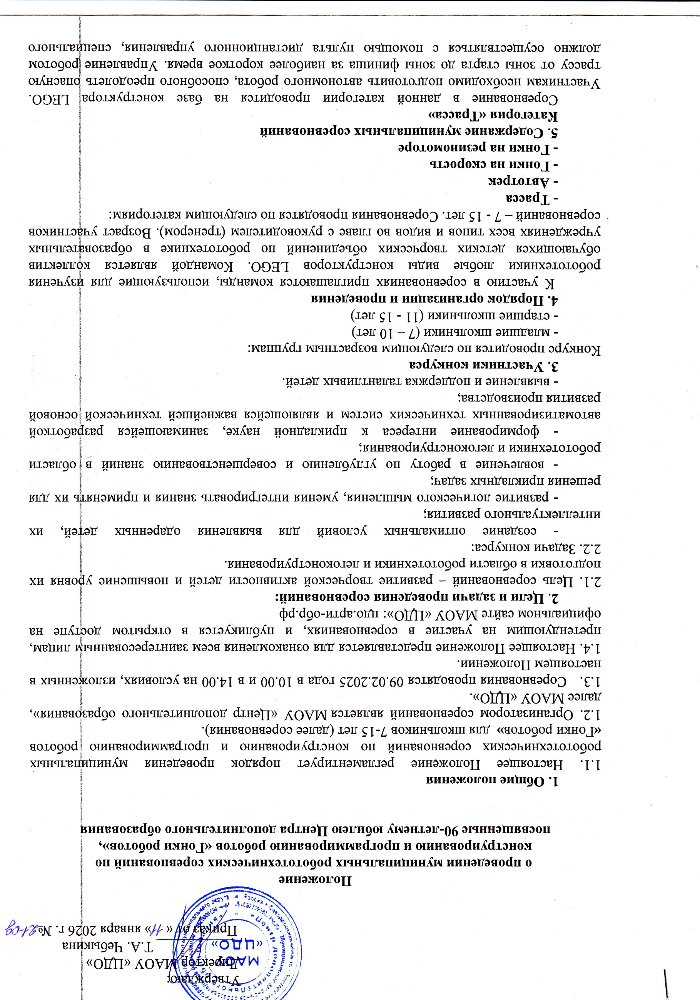 Утверждаю:
Директор МАОУ «ЦДО»
Т.А. Чебыкина
Приказ от «11» января 2026 г. № 21-09
МАОУ
«ЦДО»
Положение
о проведении муниципальных робототехнических соревнований по
конструированию и программированию роботов «Гонки роботов»,
посвященные 90-летнему юбилею Центра дополнительного образования
1. Общие положения
1.1. Настоящее Положение регламентирует порядок проведения муниципальных
робототехнических соревнований по конструированию и программированию роботов
«Гонки роботов» для школьников 7-15 лет (далее соревнования).
1.2. Организатором соревнований является МАОУ «Центр дополнительного образования»,
далее МАОУ «ЦДО».
1.3. Соревнования проводятся 09.02.2025 года в 10.00 и в 14.00 на условиях, изложенных в
настоящем Положении.
1.4. Настоящее Положение представляется для ознакомления всем заинтересованным лицам,
претендующим на участие в соревнованиях, и публикуется в открытом доступе на
официальном сайте МАОУ «ЦДО»: цдо.арти-обр.рф
2. Цели и задачи проведения соревнований:
2.1. Цель соревнований – развитие творческой активности детей и повышение уровня их
подготовки в области робототехники и легоконструирования.
2.2. Задачи конкурса:
- создание оптимальных условий для выявления одаренных детей, их
интеллектуального развития;
- развитие логического мышления, умения интегрировать знания и применять их для
решения прикладных задач;
- вовлечение в работу по углублению и совершенствованию знаний в области
робототехники и легоконструирования;
- формирование интереса к прикладной науке, занимающейся разработкой
автоматизированных технических систем и являющейся важнейшей технической основой
развития производства;
- выявление и поддержка талантливых детей.
3. Участники конкурса
Конкурс проводится по следующим возрастным группам:
- младшие школьники (7 – 10 лет)
- старшие школьники (11 - 15 лет)
4. Порядок организации и проведения
К участию в соревнованиях приглашаются команды, использующие для изучения
робототехники любые виды конструкторов LEGO. Командой является коллектив
обучающихся детских творческих объединений по робототехнике в образовательных
учреждениях всех типов и видов во главе с руководителем (тренером). Возраст участников
соревнований – 7 - 15 лет. Соревнования проводятся по следующим категориям:
- Трасса
- Автотрек
- Гонки на скорость
- Гонки на резиномоторе
5. Содержание муниципальных соревнований
Категория «Трасса»
Соревнование в данной категории проводится на базе конструктора LEGO.
Участникам необходимо подготовить автономного робота, способного преодолеть опасную
трассу от зоны старта до зоны финиша за наиболее короткое время. Управление роботом
должно осуществляться с помощью пульта дистанционного управления, специального